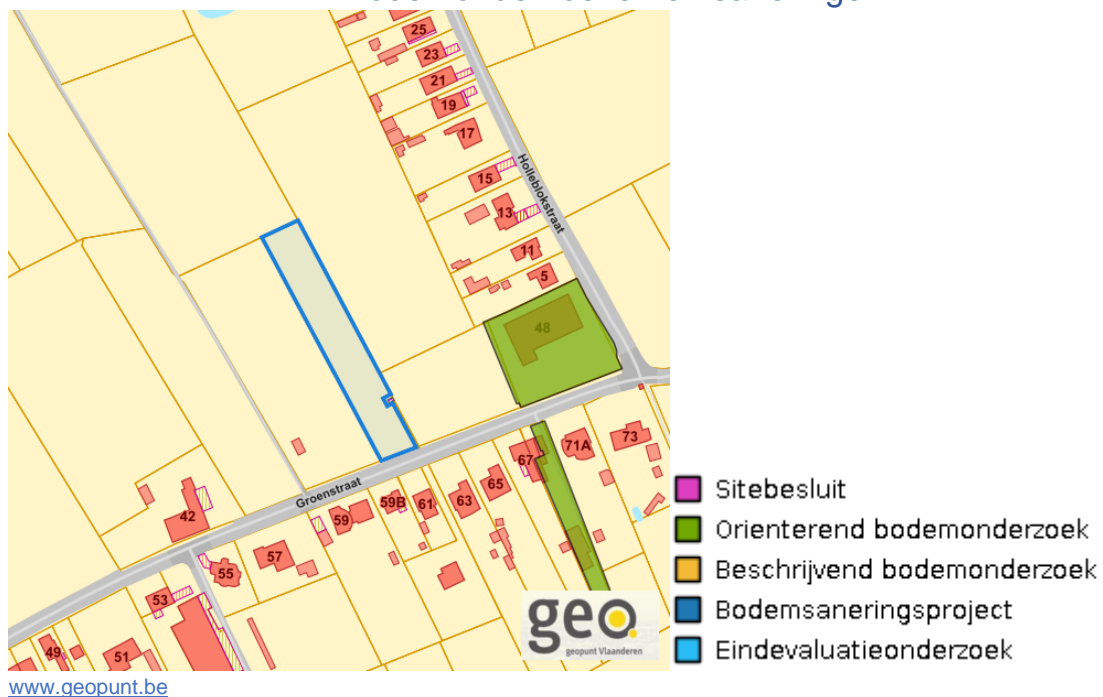 25
23
21
19
17
Holleblokstraat
15
13
11
5
48
73
71A
67
65
63
61
59B
59
Groenstraat
42
57
55
53
51
49
geo.
geopunt Vlaanderen
Sitebesluit
Orienterend bodemonderzoek
Beschrijvend bodemonderzoek
Bodemsaneringsproject
Eindevaluatieonderzoek
www.geopunt.be